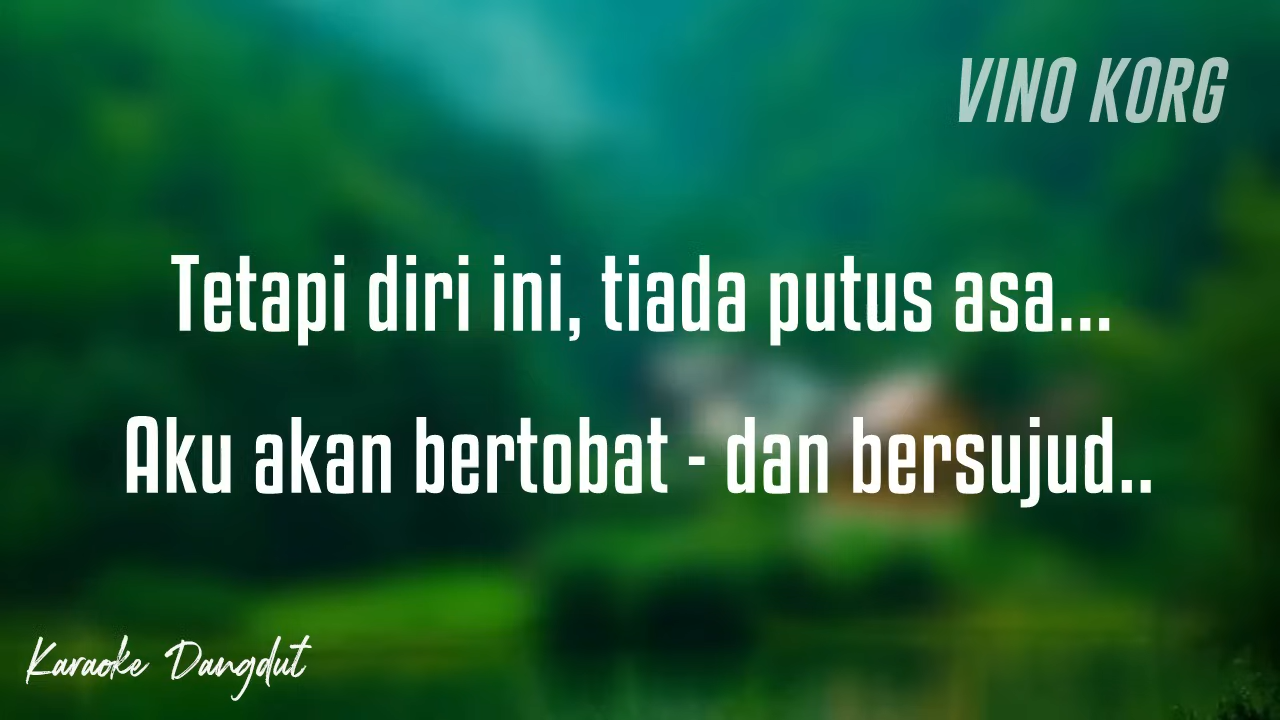 VINO KORG
Tetapi diri ini, tiada putus asa...
Aku akan bertobat - dan bersujud..
Karaoke Dangdut